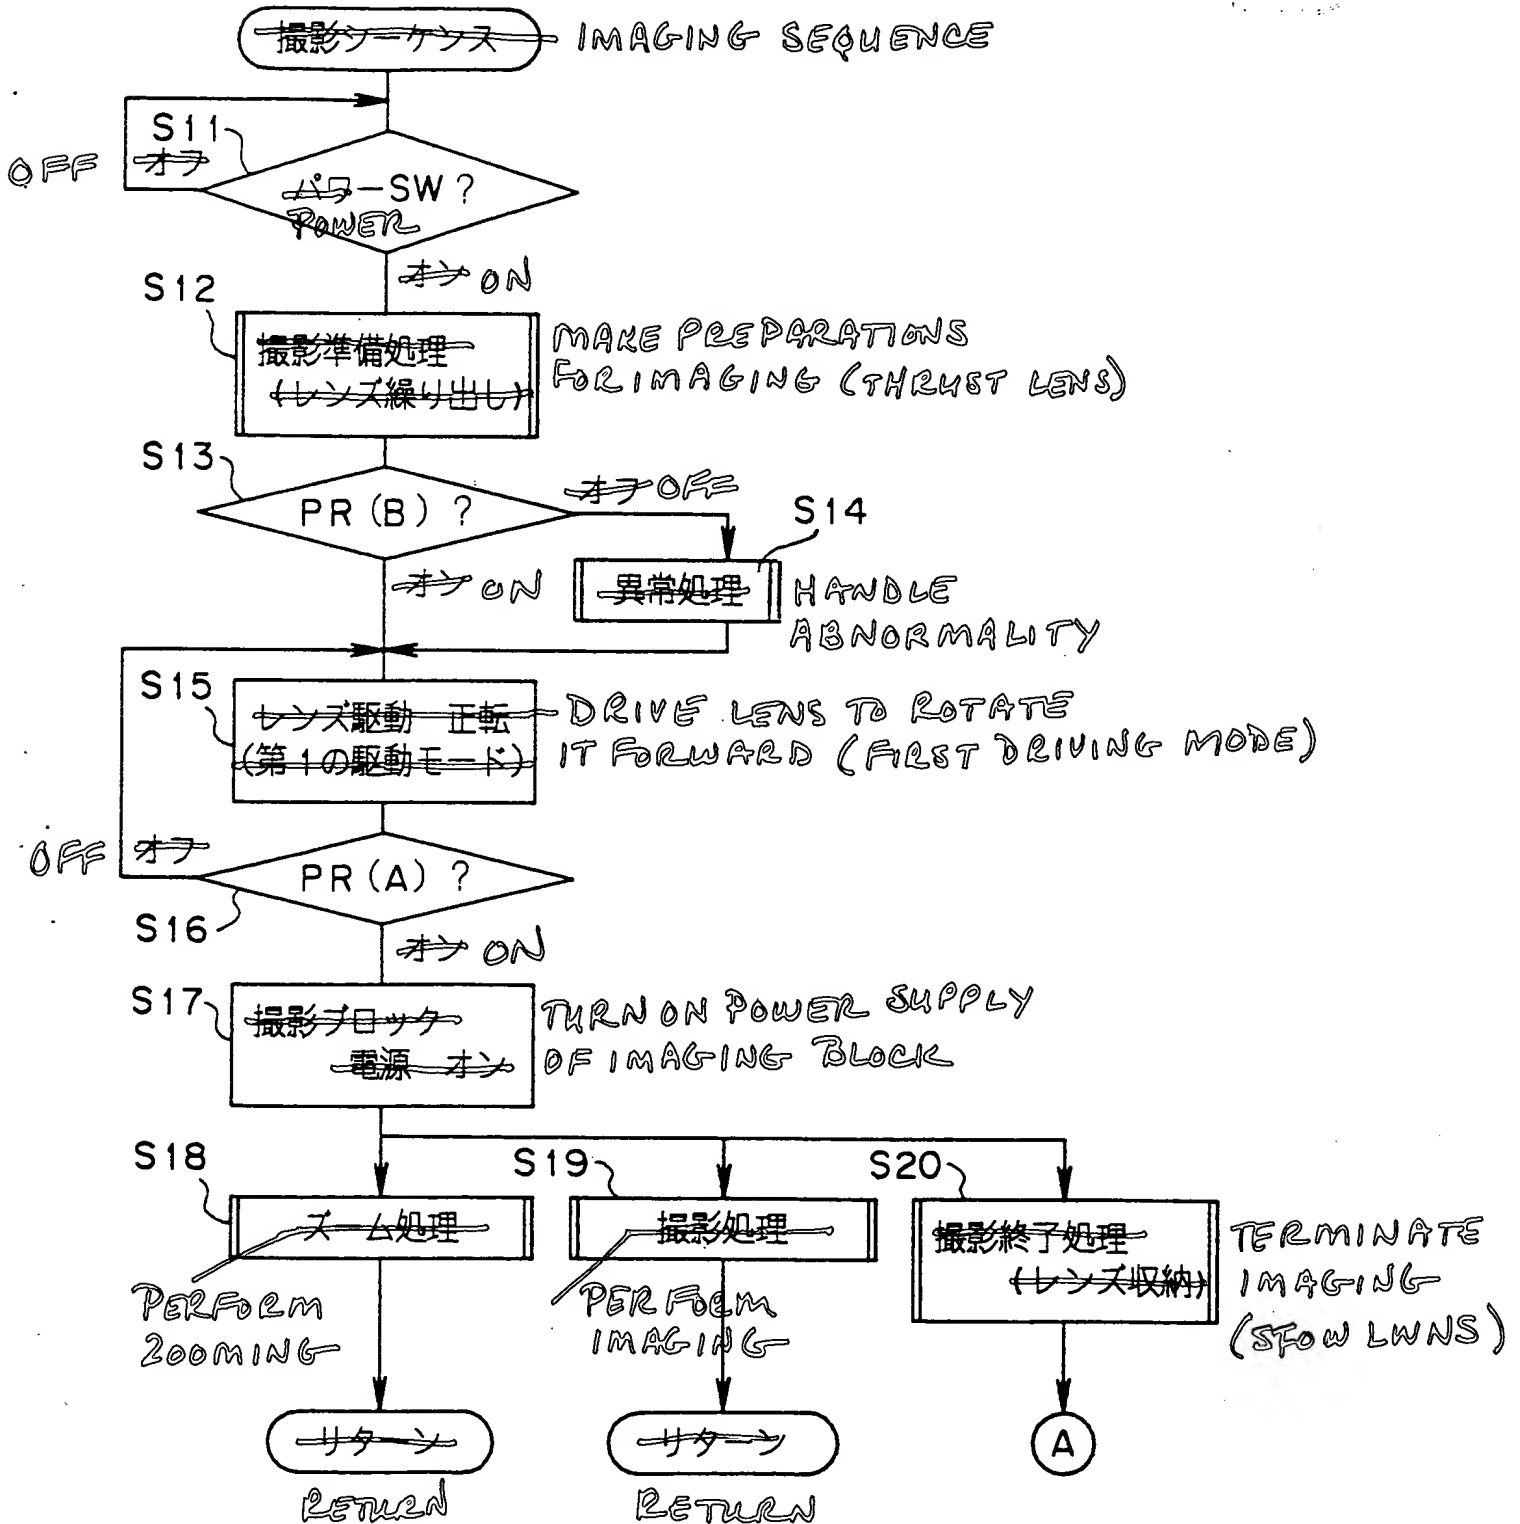 撮影シーケンス IMAGING SEQUENCE
S11
OFF オフ
パワーSW?
POWER
オン ON
S12
撮影準備処理
(レンズ繰り出し)
MAKE PREPARATIONS
FOR IMAGING (THRUST LENS)
S13
PR(B)?
オフ OFF
S14
オン ON
異常処理
HANDLE
ABNORMALITY
S15
レンズ駆動 正転
(第1の駆動モード)
DRIVE LENS TO ROTATE
IT FORWARD (FIRST DRIVING MODE)
OFF オフ
PR(A)?
S16
オン ON
S17
撮影ブロック
電源 オン
TURN ON POWER SUPPLY
OF IMAGING BLOCK
S18
ズーム処理
PERFORM
ZOOMING
S19
撮影処理
PERFORM
IMAGING
S20
撮影終了処理
(レンズ収納)
TERMINATE
IMAGING
(SFOW LWNS)
リターン
RETURN
リターン
RETURN
A